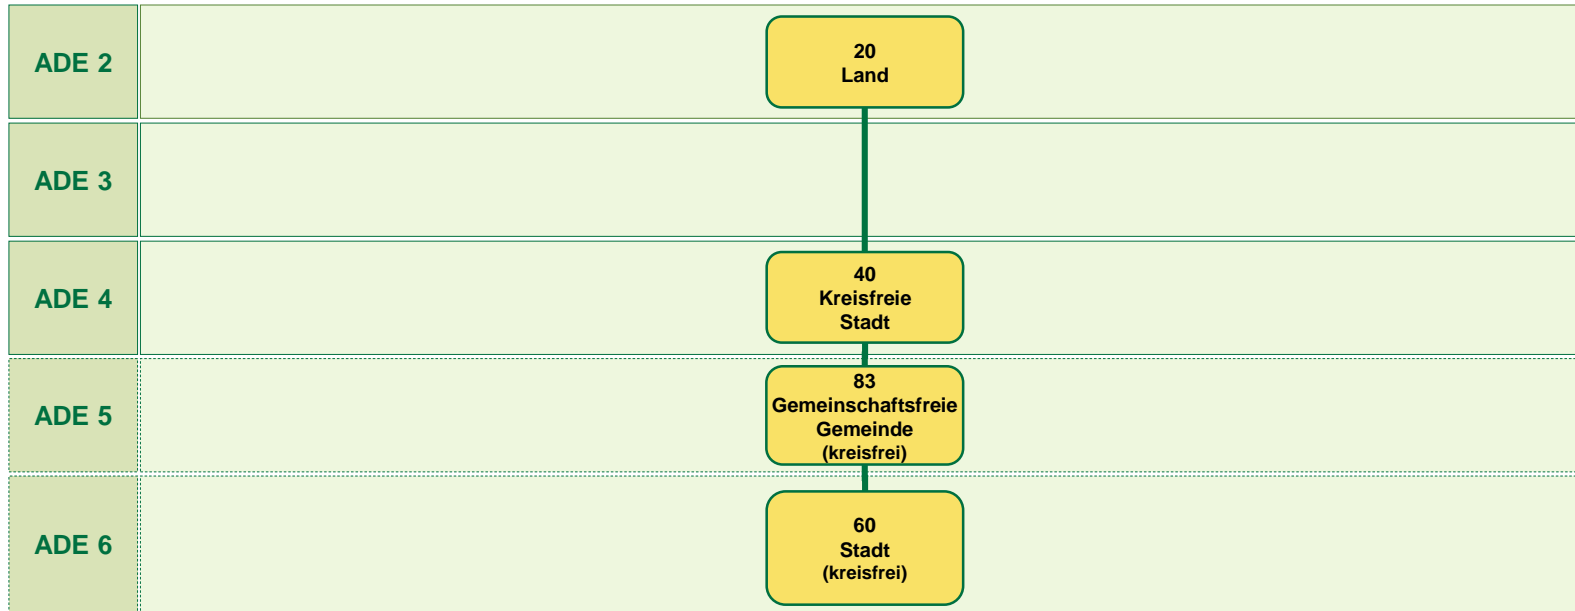 ADE 2
20
Land
ADE 3
ADE 4
40
Kreisfreie
Stadt
ADE 5
83
Gemeinschaftsfreie
Gemeinde
(kreisfrei)
ADE 6
60
Stadt
(kreisfrei)